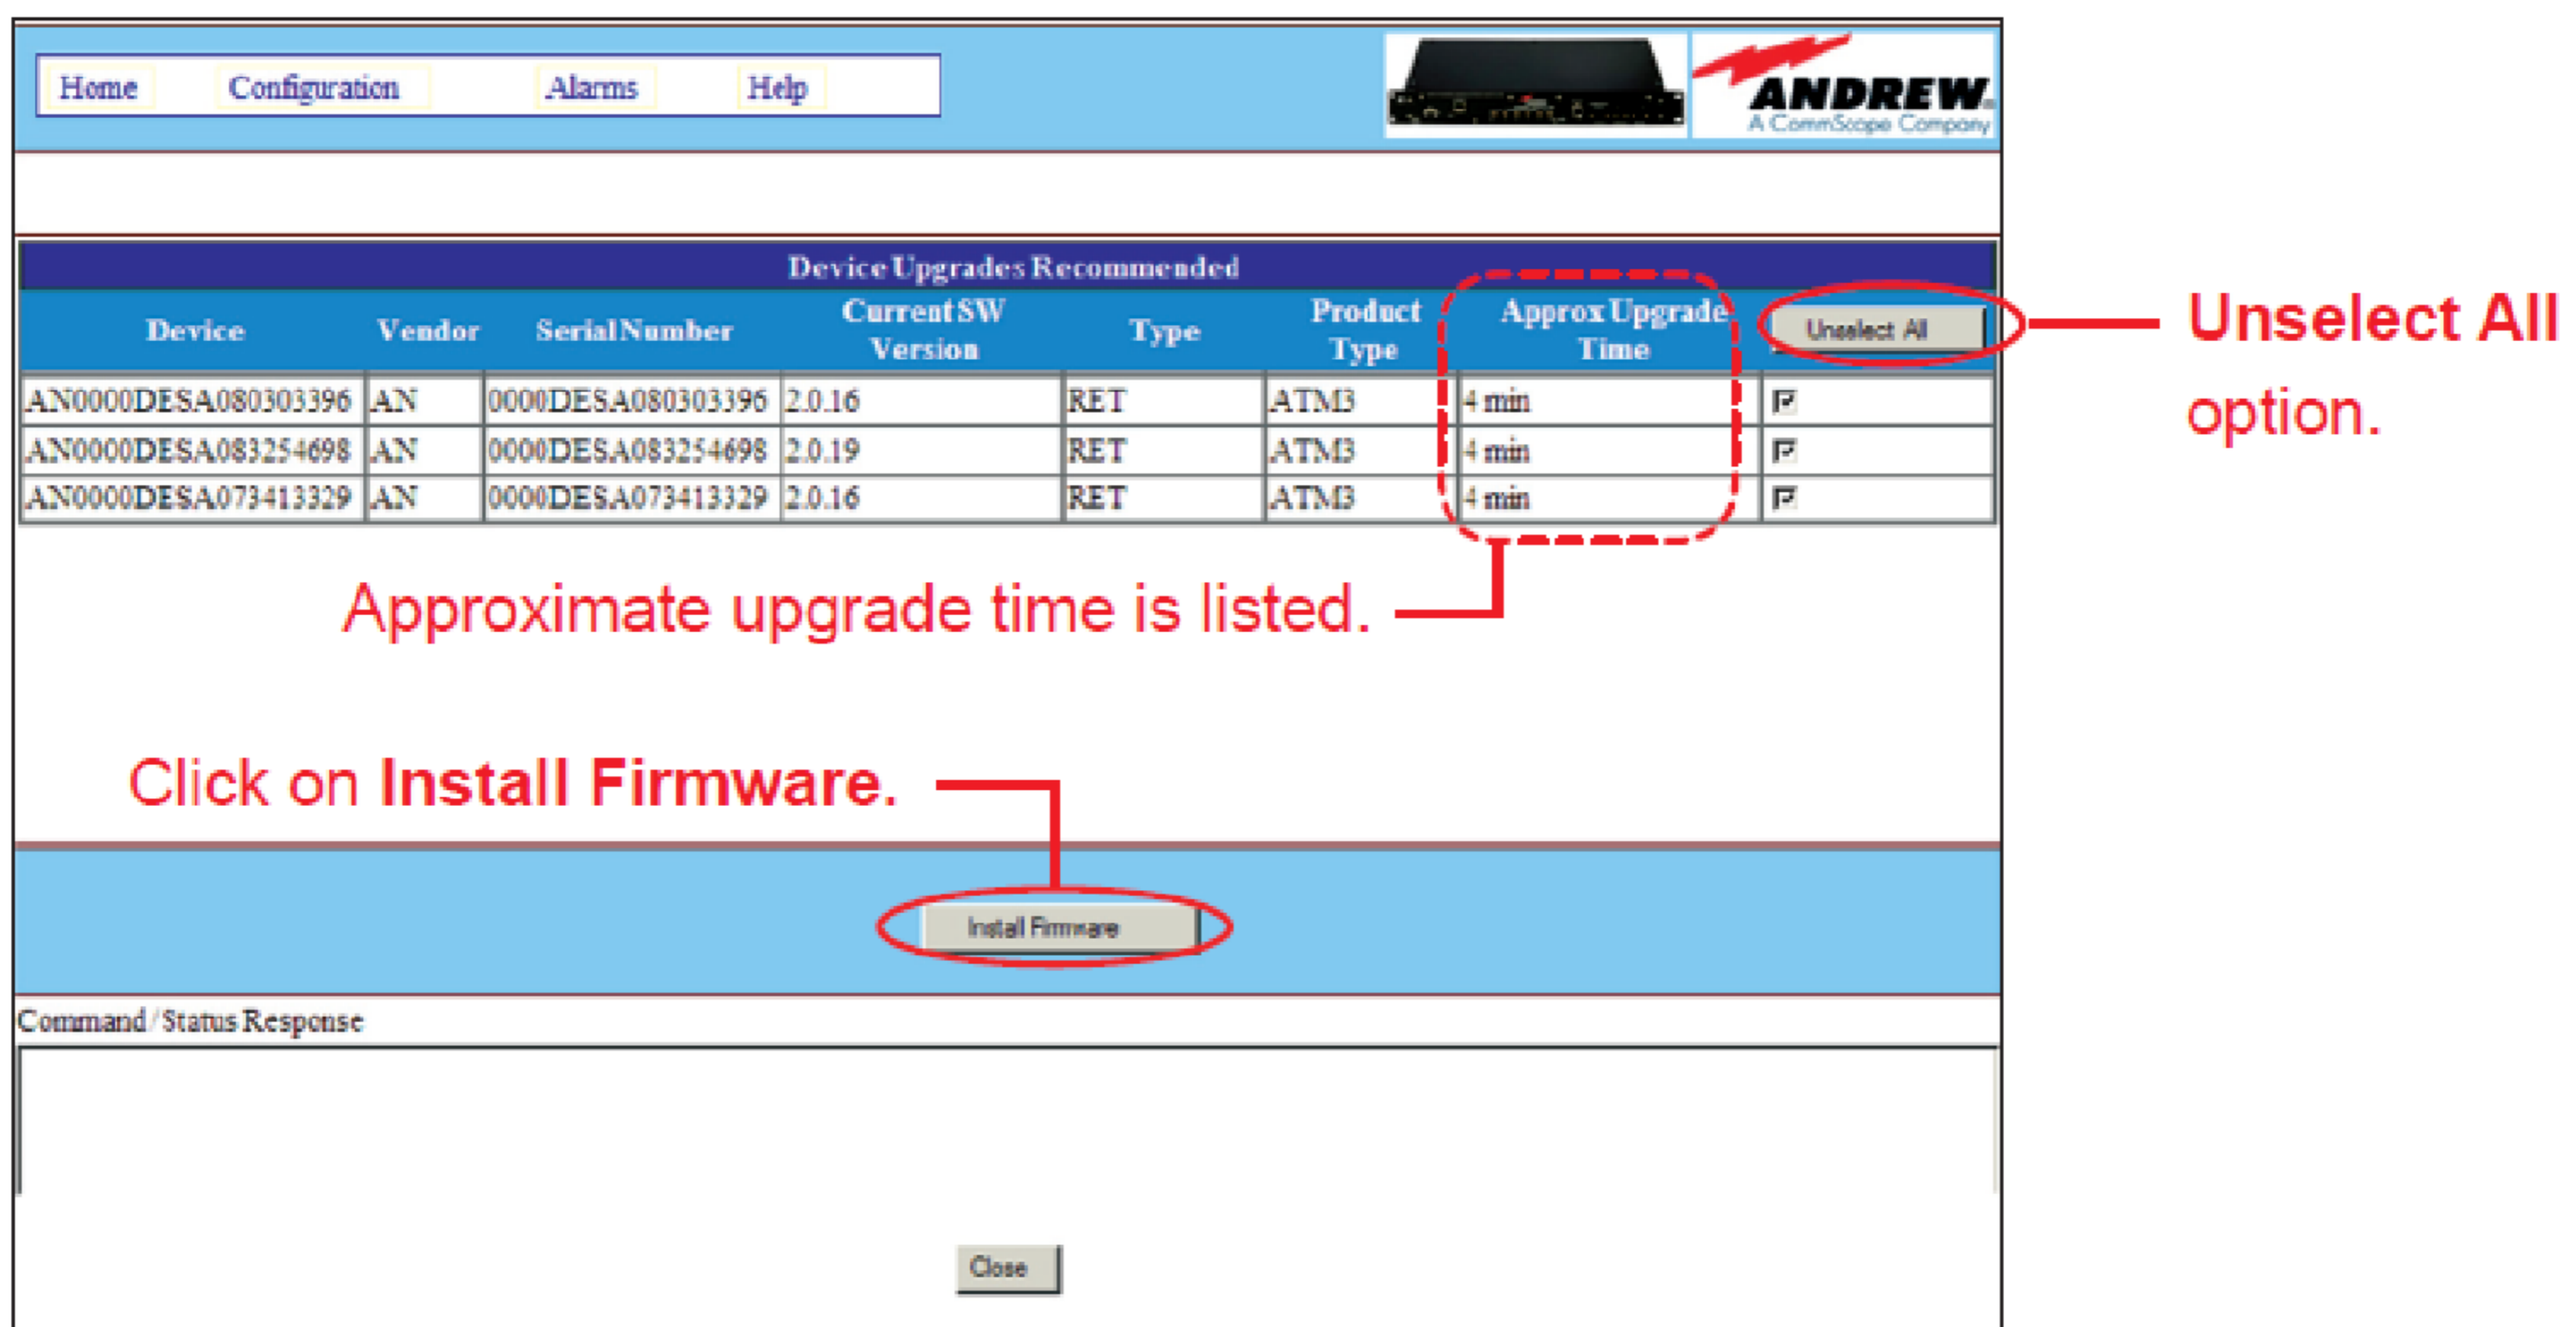 Home Configuration Alarms Help
ANDREW.
A CommScope Company
Device Upgrades Recommended
Device Vendor Serial Number Current SW Version Type Product Type Approx Upgrade Time Unselect All
AN0000DESA080303396 AN 0000DESA080303396 2.0.16 RET ATM3 4 min
AN0000DESA083254698 AN 0000DESA083254698 2.0.19 RET ATM3 4 min
AN0000DESA073413329 AN 0000DESA073413329 2.0.16 RET ATM3 4 min
Unselect All
option.
Approximate upgrade time is listed.
Click on Install Firmware.
Install Firmware
Command / Status Response
Close